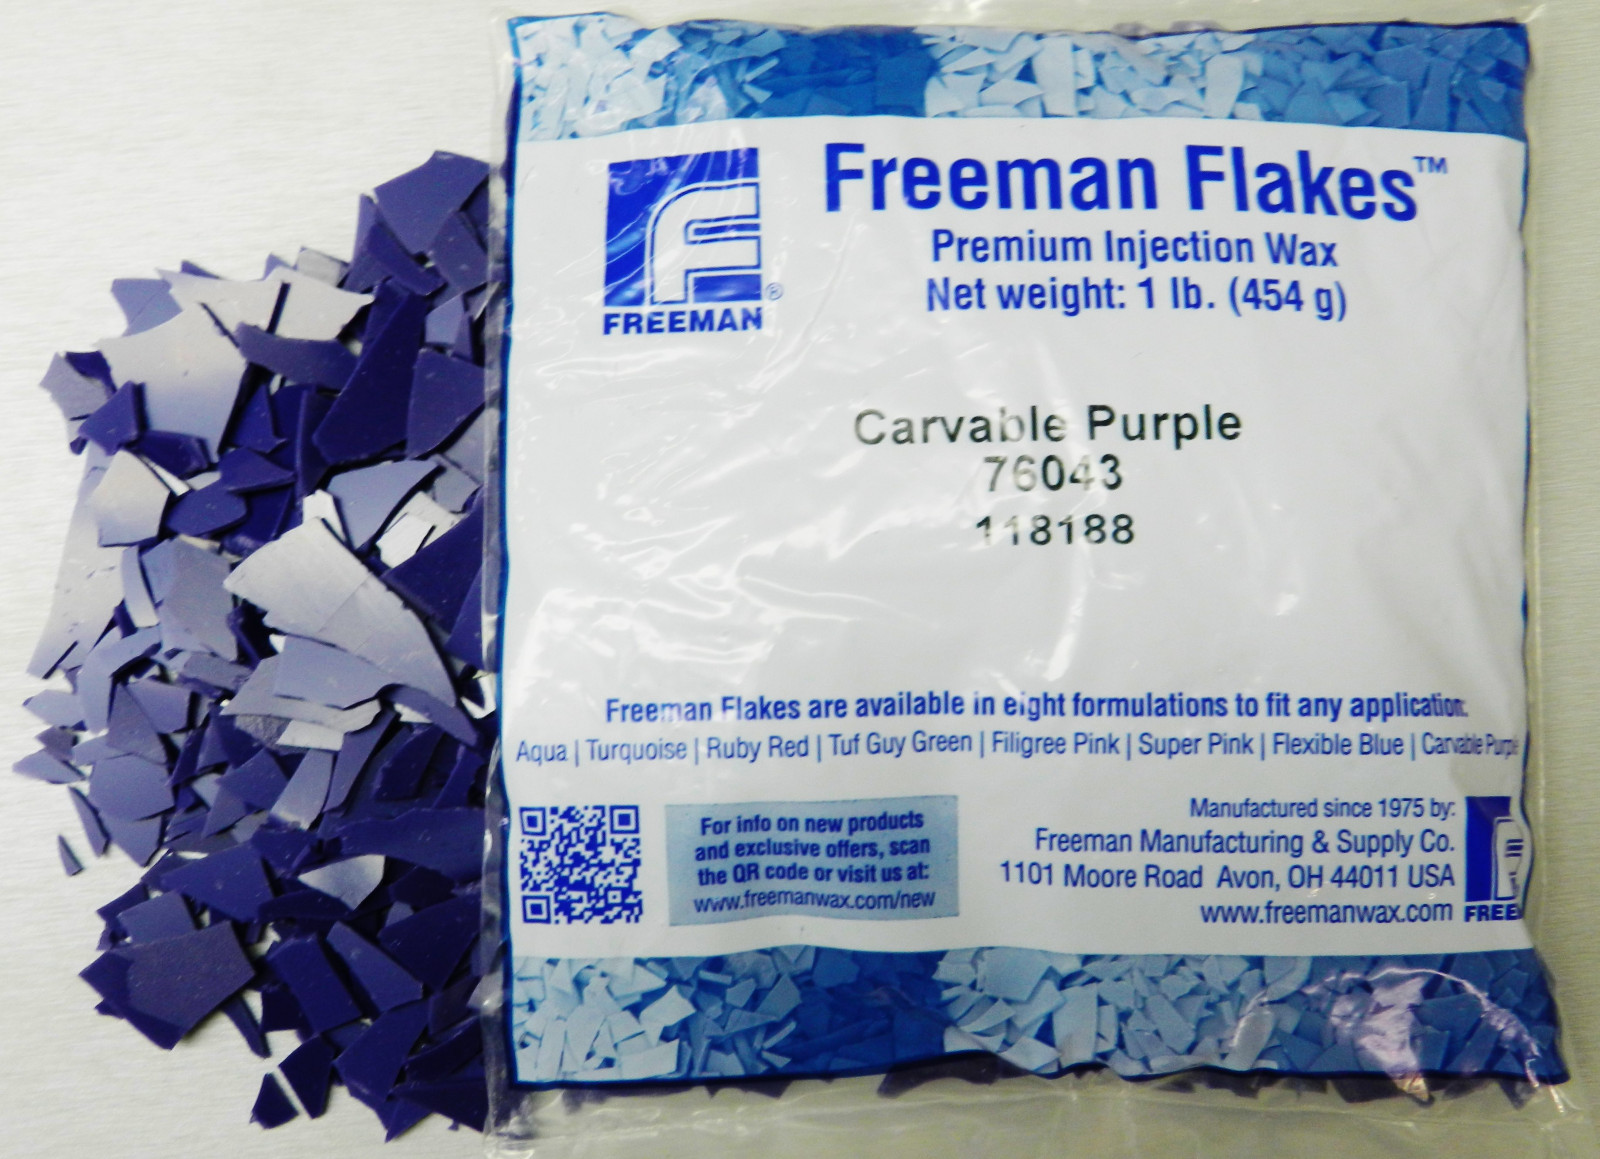 FREEMAN®
Freeman Flakes™
Premium Injection Wax
Net weight: 1 lb. (454 g)
Carvable Purple
76043
118188
Freeman Flakes are available in eight formulations to fit any application:
Aqua | Turquoise | Ruby Red | Tuf Guy Green | Filigree Pink | Super Pink | Flexible Blue | Carvable Purple
For info on new products
and exclusive offers, scan
the QR code or visit us at:
www.freemanwax.com/new
Manufactured since 1975 by:
Freeman Manufacturing & Supply Co.
1101 Moore Road Avon, OH 44011 USA
www.freemanwax.com
FREE